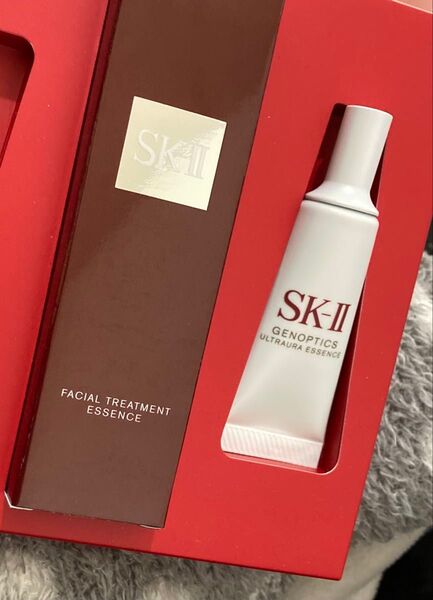 SK-II
FACIAL TREATMENT
ESSENCE
SK-II
GENOPTICS
ULTRAURA ESSENCE